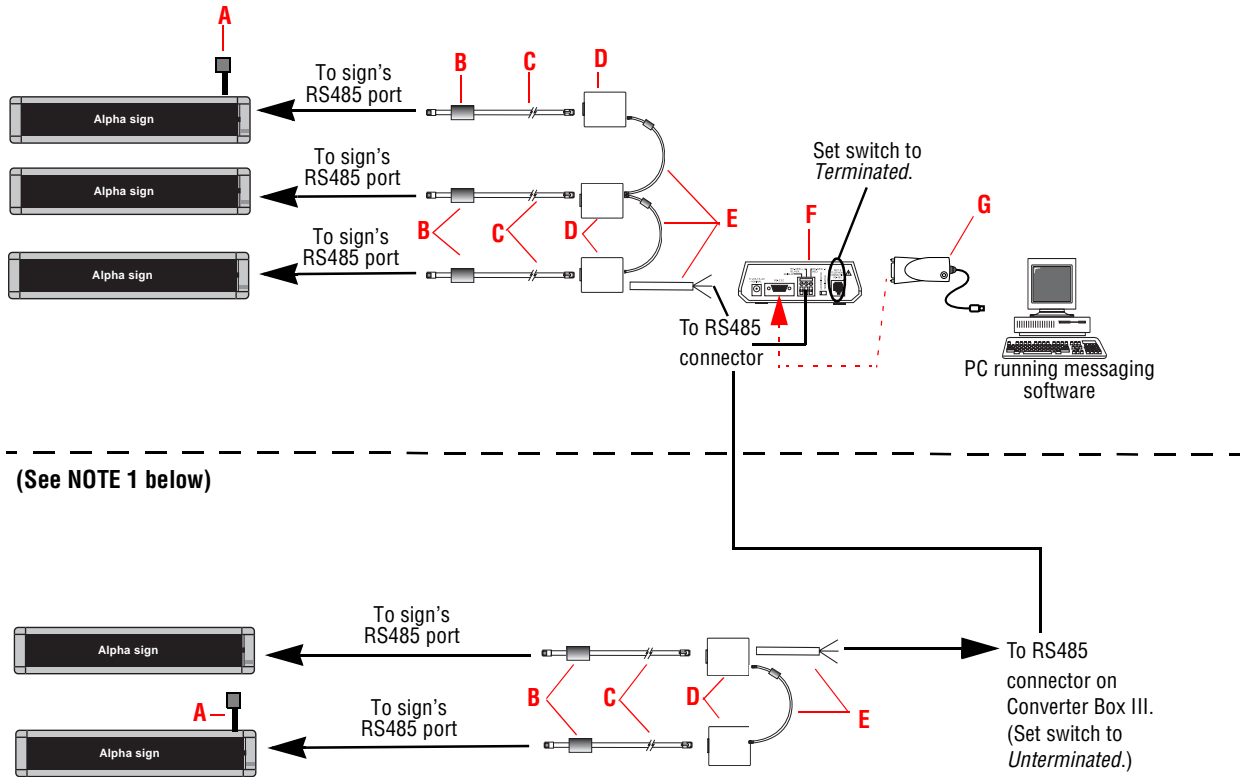 A
B
C
D
To sign's
RS485 port
Alpha sign
Set switch to
Terminated.
To sign's
RS485 port
Alpha sign
B
C
D
E
F
G
To sign's
RS485 port
Alpha sign
To RS485
connector
PC running messaging
software
(See NOTE 1 below)
To sign's
RS485 port
Alpha sign
To RS485
connector on
Converter Box III.
(Set switch to
Unterminated.)
A
B
C
D
E
To sign's
RS485 port
Alpha sign